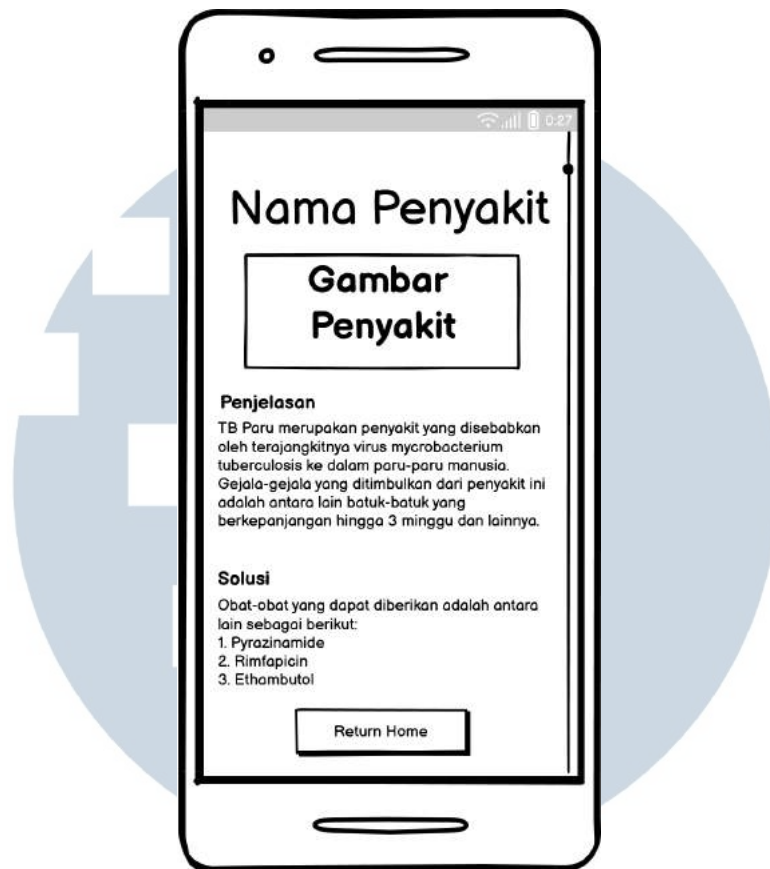 0:27
Nama Penyakit
Gambar
Penyakit
Penjelasan
TB Paru merupakan penyakit yang disebabkan
oleh terajangkitnya virus mycrobacterium
tuberculosis ke dalam paru-paru manusia.
Gejala-gejala yang ditimbulkan dari penyakit ini
adalah antara lain batuk-batuk yang
berkepanjangan hingga 3 minggu dan lainnya.
Solusi
Obat-obat yang dapat diberikan adalah antara
lain sebagai berikut:
1. Pyrazinamide
2. Rimfapicin
3. Ethambutol
Return Home